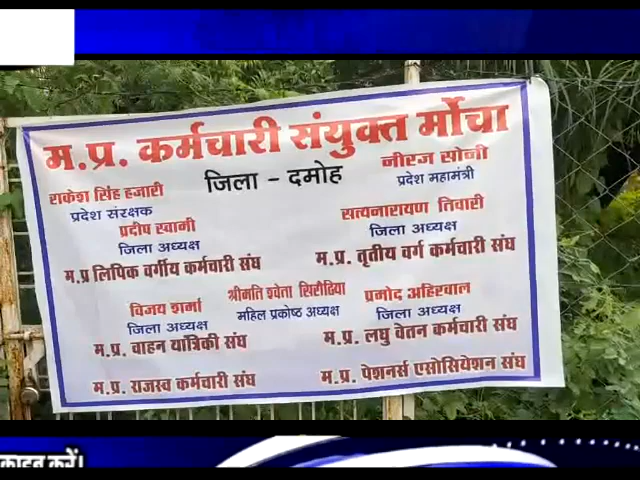 म.प्र. कर्मचारी संयुक्त मोर्चा
जिला - दमोह
राकेश सिंह हजारी
प्रदेश संरक्षक
नीरज सोनी
प्रदेश महामंत्री
प्रदीप स्वामी
जिला अध्यक्ष
म.प्र लिपिक वर्गीय कर्मचारी संघ
सत्यनारायण तिवारी
जिला अध्यक्ष
म.प्र. तृतीय वर्ग कर्मचारी संघ
विजय शर्मा
जिला अध्यक्ष
म.प्र. वाहन यांत्रिकी संघ
श्रीमति श्वेता सिरोठिया
महिल प्रकोष्ठ अध्यक्ष
प्रमोद अहिरवाल
जिला अध्यक्ष
म.प्र. लघु वेतन कर्मचारी संघ
म.प्र. राजस्व कर्मचारी संघ
म.प्र. पेशनर्स एसोसियेशन संघ
करें।